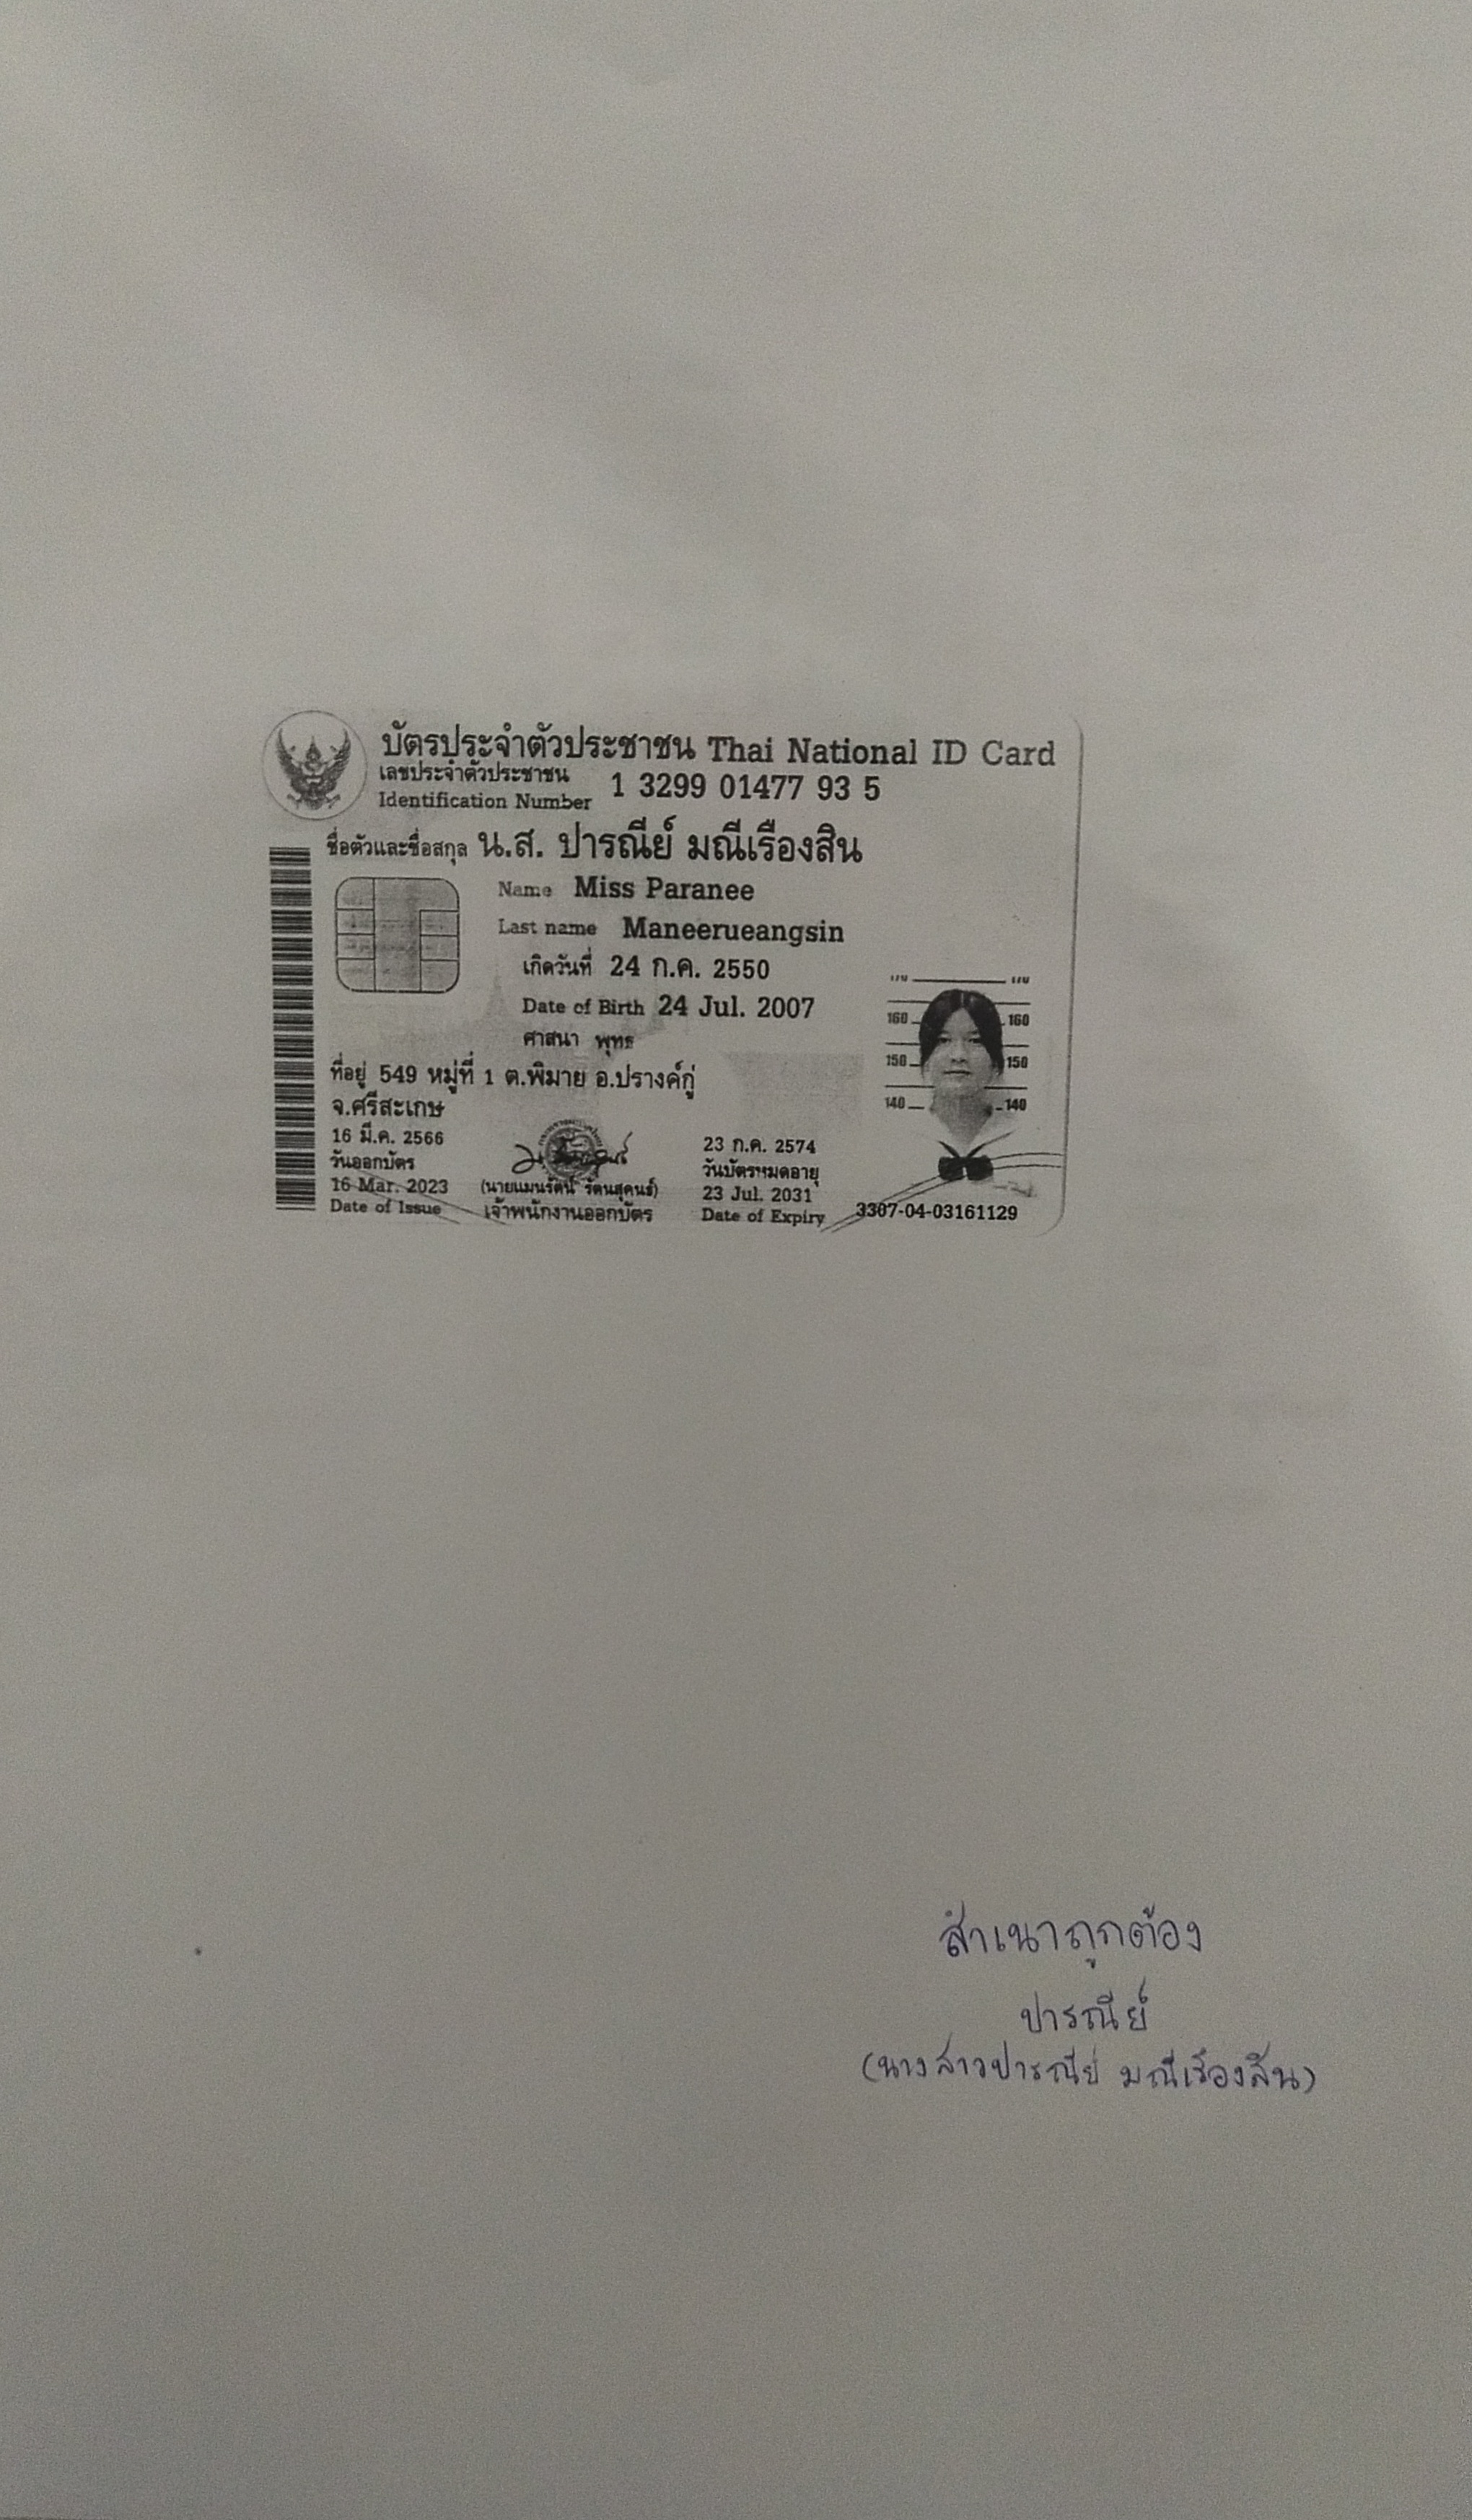 บัตรประจำตัวประชาชน Thai National ID Card
เลขประจำตัวประชาชน
Identification Number 1 3299 01477 93 5
ชื่อตัวและชื่อสกุล น.ส. ปารณีย์ มณีเรืองสิน
Name Miss Paranee
Last name Maneerueangsin
เกิดวันที่ 24 ก.ค. 2550
Date of Birth 24 Jul. 2007
ศาสนา พุทธ
ที่อยู่ 549 หมู่ที่ 1 ต.พิมาย อ.ปรางค์กู่
จ.ศรีสะเกษ
16 มี.ค. 2566
วันออกบัตร
16 Mar. 2023
Date of Issue
(นายแมนรัตน์ รัตนสุคนธ์)
เจ้าพนักงานออกบัตร
23 ก.ค. 2574
วันบัตรหมดอายุ
23 Jul. 2031
Date of Expiry
160 160
150 150
140 140
3307-04-03161129
สำเนาถูกต้อง
ปารณีย์
(นางสาวปารณีย์ มณีเรืองสิน)